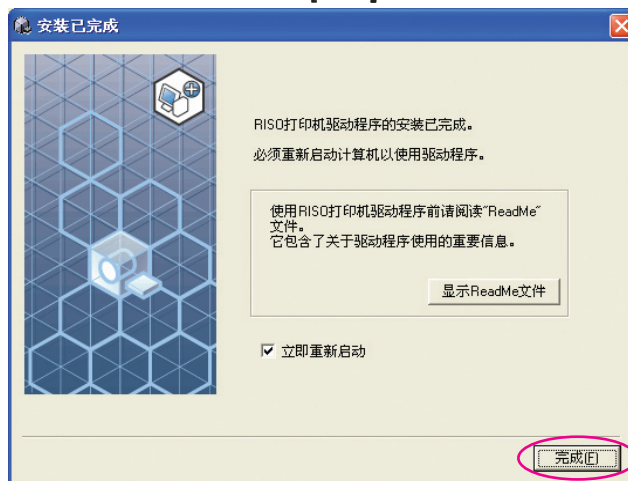 安装已完成
RISO打印机驱动程序的安装已完成。
必须重新启动计算机以使用驱动程序。
使用RISO打印机驱动程序前请阅读"ReadMe"
文件。
它包含了关于驱动程序使用的重要信息。
显示ReadMe文件
立即重新启动
完成(F)